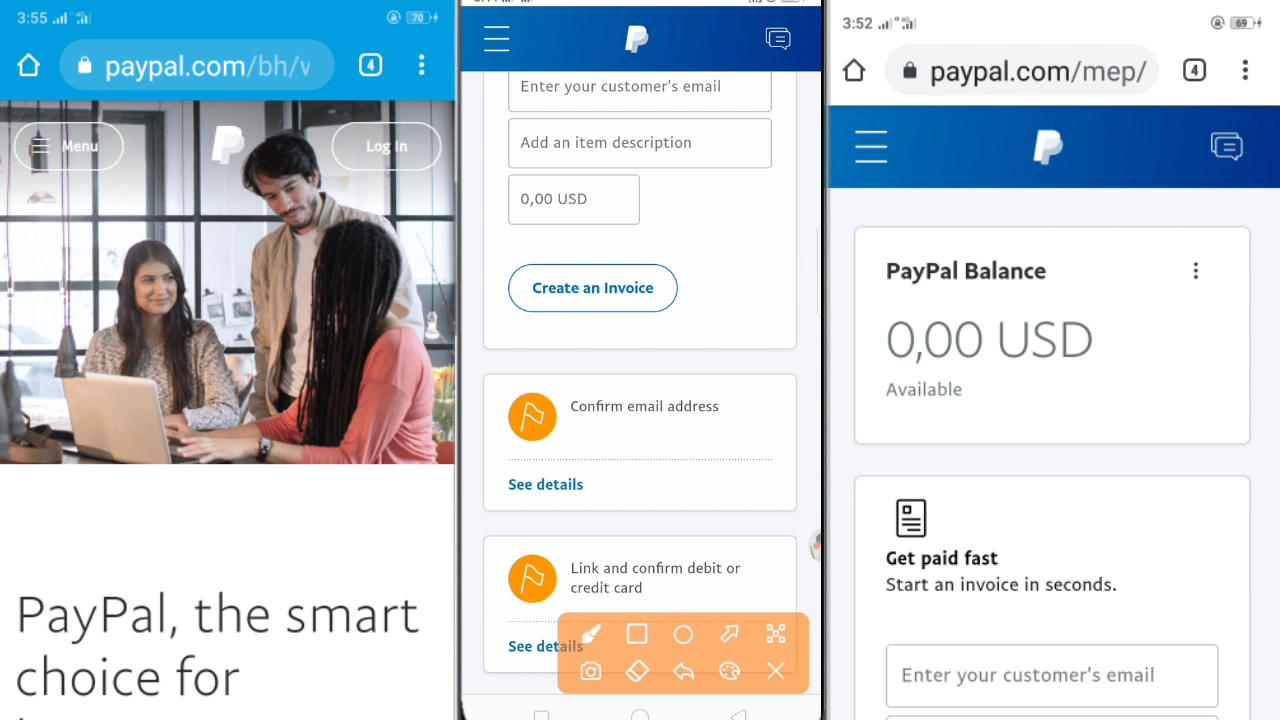 3:55
70
paypal.com/bh/
4
Menu
Log In
PayPal, the smart
choice for
Enter your customer's email
Add an item description
0,00 USD
Create an Invoice
Confirm email address
See details
Link and confirm debit or
credit card
See details
3:52
69
paypal.com/mep/
4
PayPal Balance
0,00 USD
Available
Get paid fast
Start an invoice in seconds.
Enter your customer's email